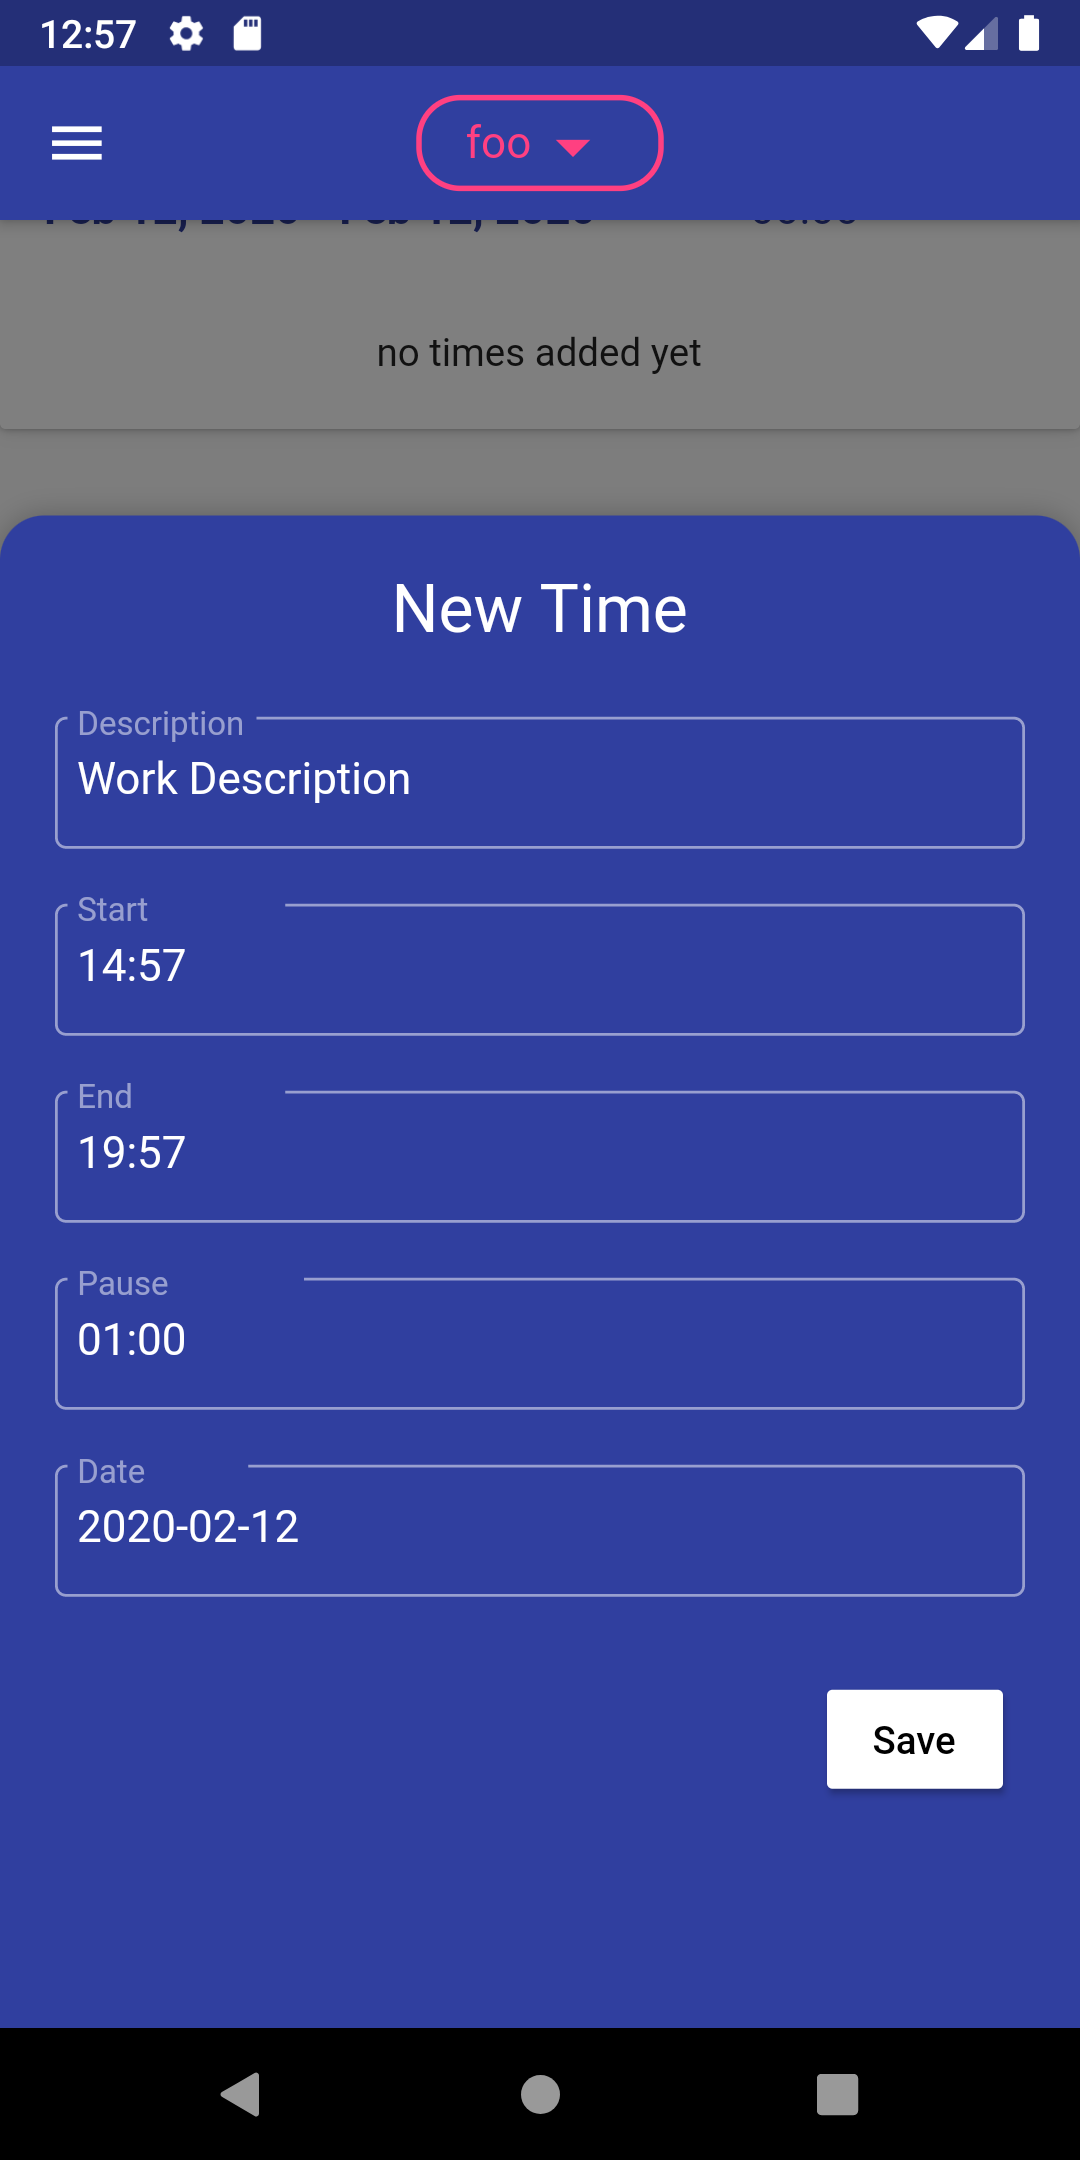 12:57
foo
no times added yet
New Time
Description
Work Description
Start
14:57
End
19:57
Pause
01:00
Date
2020-02-12
Save